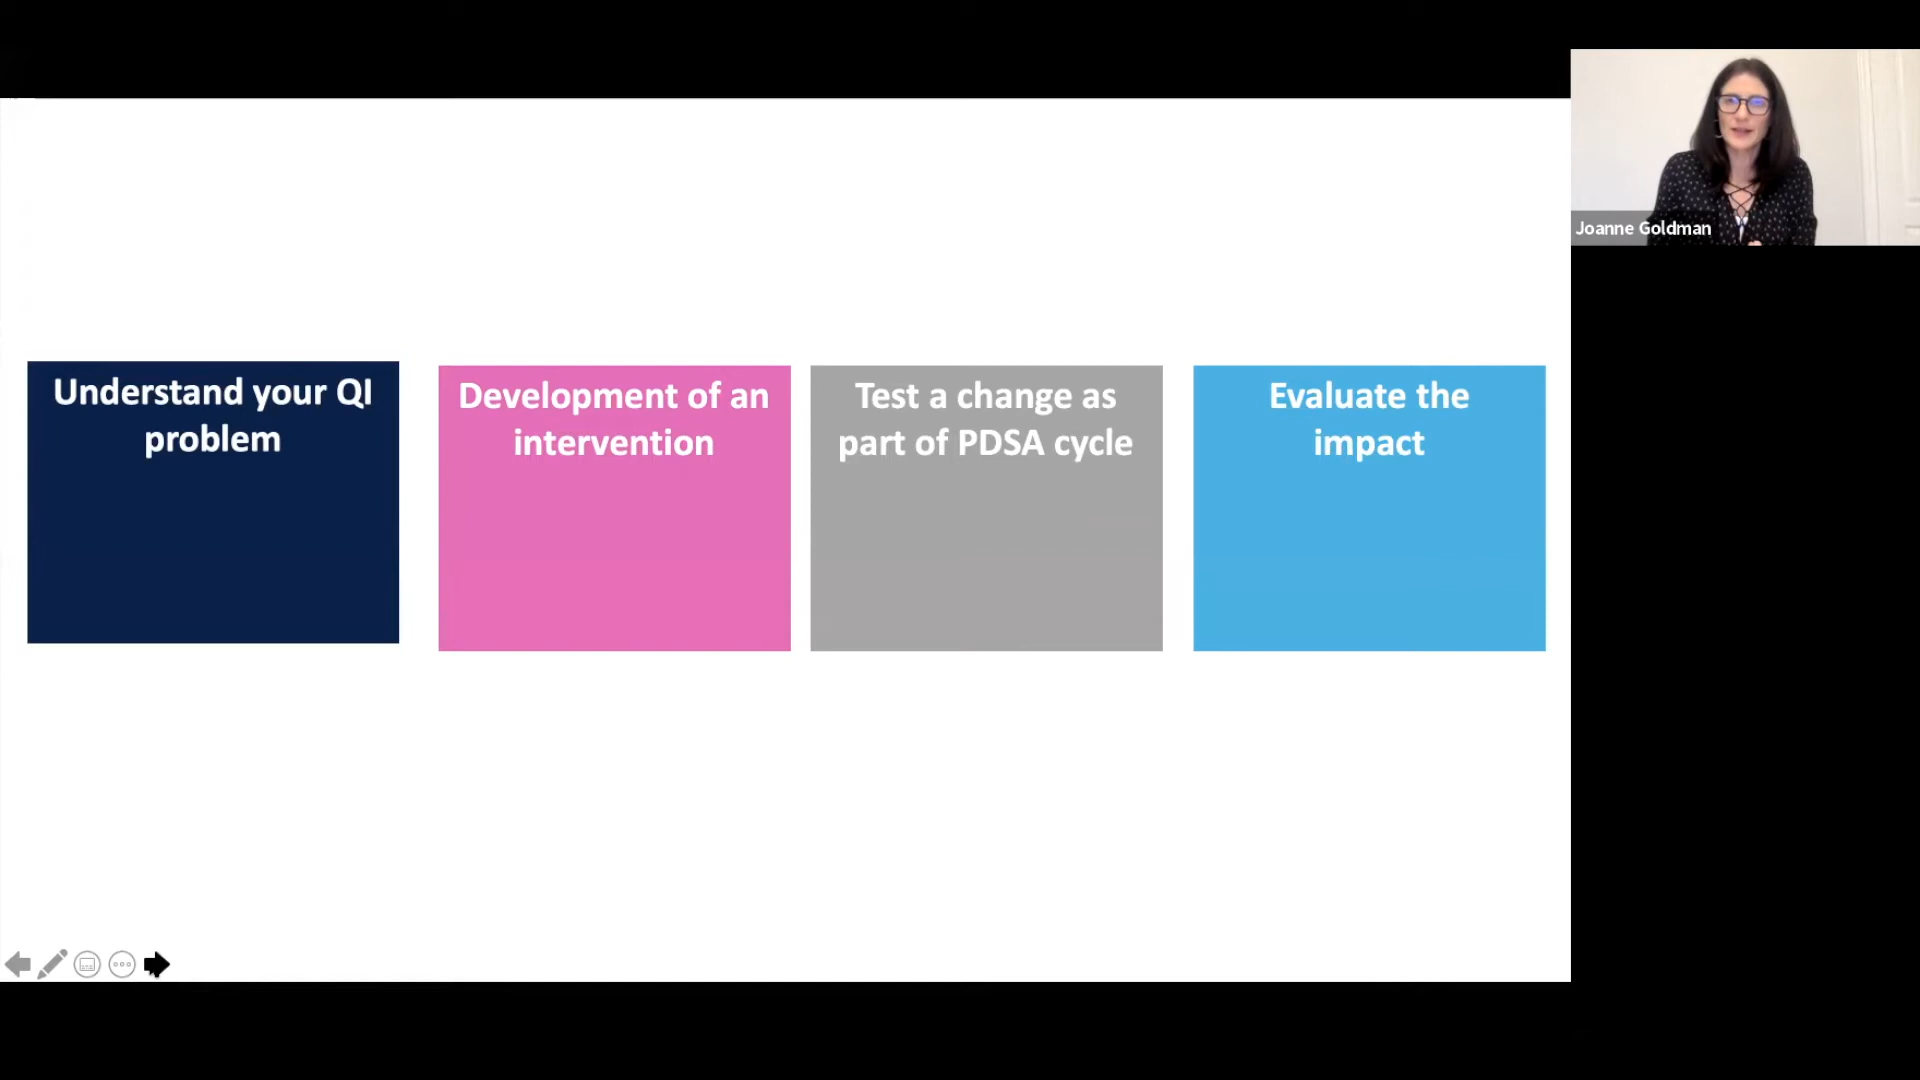 Understand your QI
problem
Development of an
intervention
Test a change as
part of PDSA cycle
Evaluate the
impact
Joanne Goldman